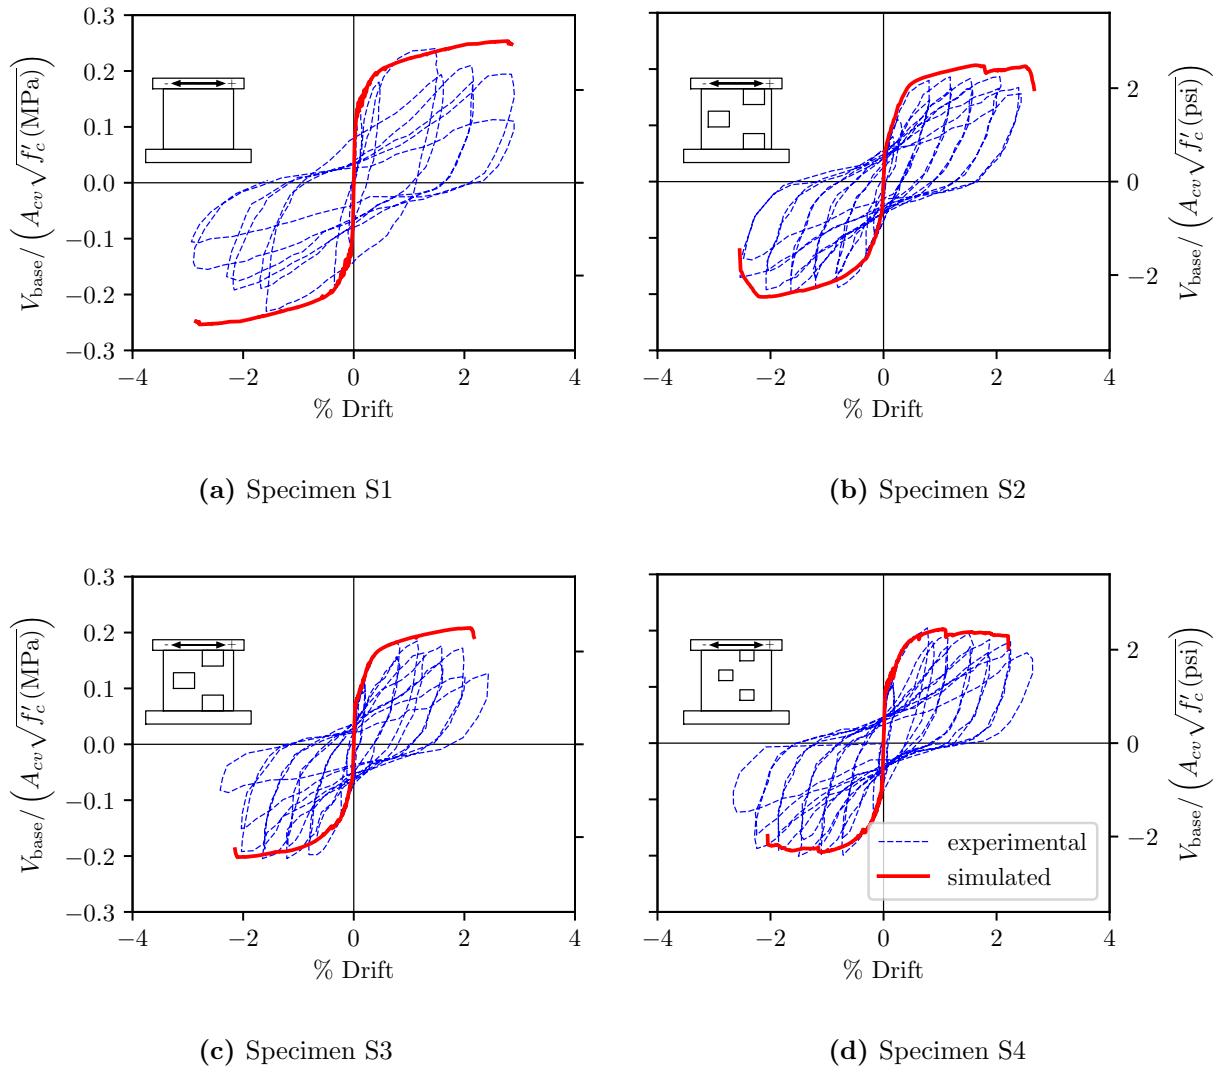 0.3
0.2
0.1
0.0
−0.1
−0.2
−0.3
V_base/(A_cv√f′_c(MPa))
- +
−4 −2 0 2 4
% Drift
(a) Specimen S1
2
0
−2
V_base/(A_cv√f′_c(psi))
- +
−4 −2 0 2 4
% Drift
(b) Specimen S2
0.3
0.2
0.1
0.0
−0.1
−0.2
−0.3
V_base/(A_cv√f′_c(MPa))
- +
−4 −2 0 2 4
% Drift
(c) Specimen S3
2
0
−2
V_base/(A_cv√f′_c(psi))
- +
experimental
simulated
−4 −2 0 2 4
% Drift
(d) Specimen S4